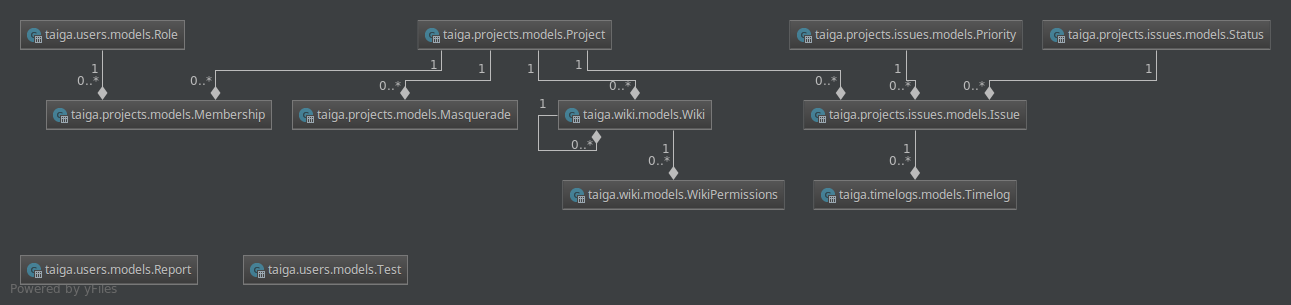 taiga.users.models.Role
taiga.projects.models.Project
taiga.projects.issues.models.Priority
taiga.projects.issues.models.Status
1
0..*
1
0..*
1
0..*
1
0..*
1
0..*
1
0..*
1
0..*
taiga.projects.models.Membership
taiga.projects.models.Masquerade
taiga.wiki.models.Wiki
taiga.projects.issues.models.Issue
1
0..*
1
0..*
1
0..*
taiga.wiki.models.WikiPermissions
taiga.timelogs.models.Timelog
taiga.users.models.Report
taiga.users.models.Test
Powered by yFiles